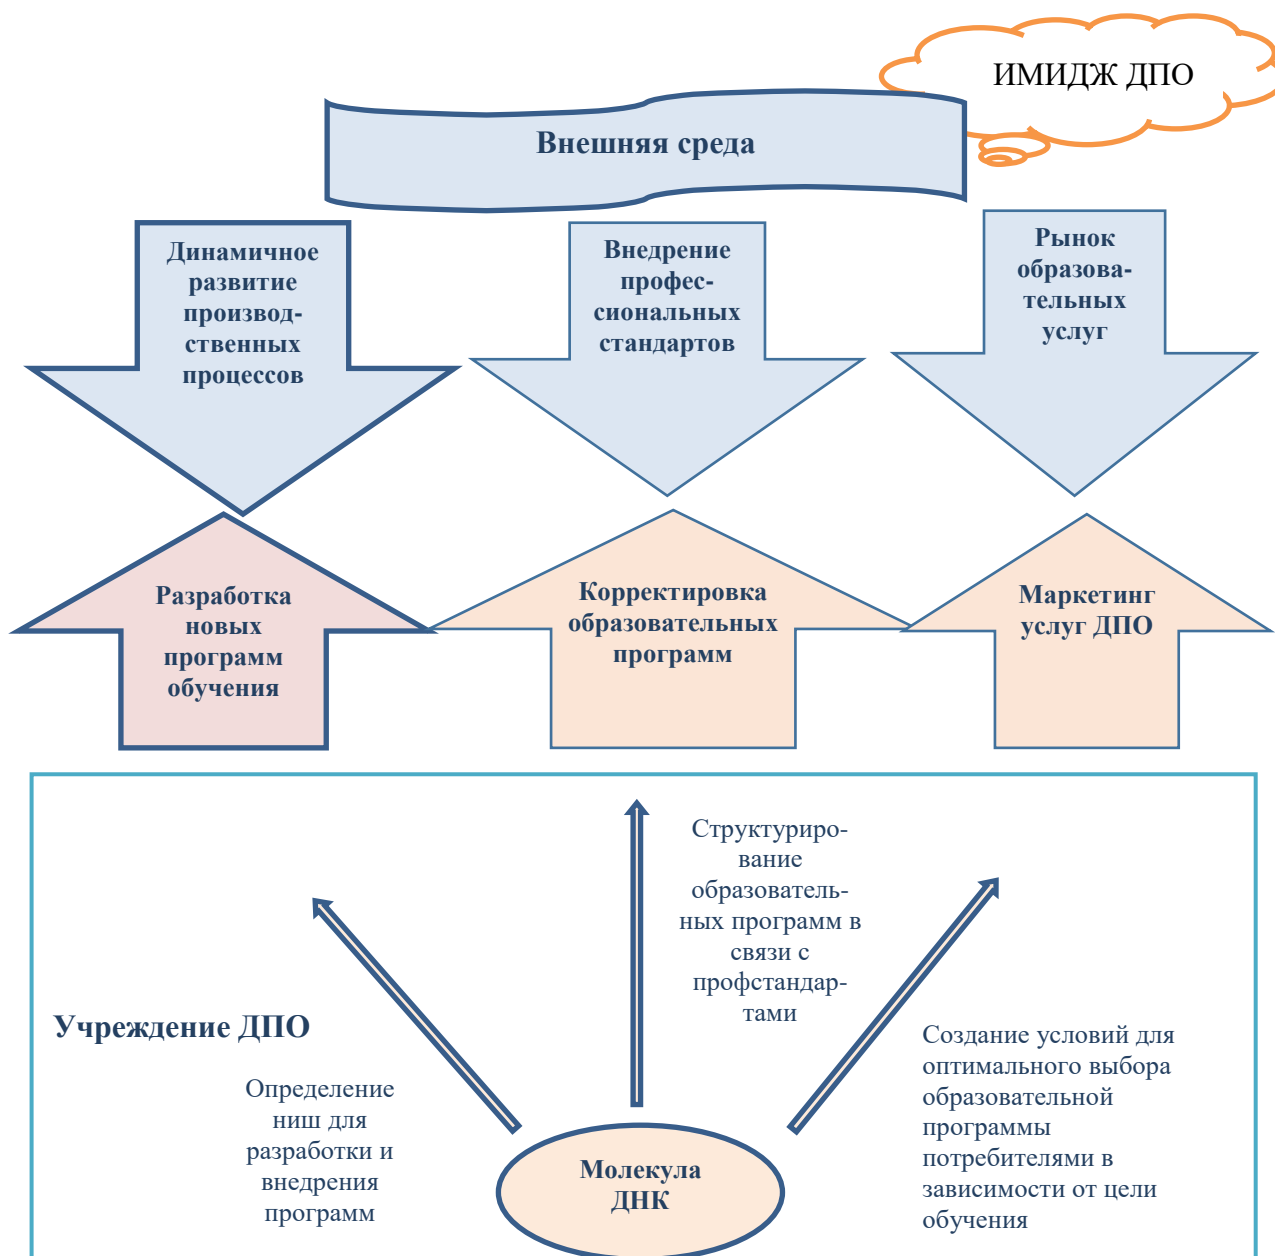 ИМИДЖ ДПО
Внешняя среда
Динамичное
развитие
производ-
ственных
процессов
Внедрение
профес-
сиональных
стандартов
Рынок
образова-
тельных
услуг
Разработка
новых
программ
обучения
Корректировка
образовательных
программ
Маркетинг
услуг ДПО
Структуриро-
вание
образователь-
ных программ в
связи с
профстандар-
тами
Учреждение ДПО
Определение
ниш для
разработки и
внедрения
программ
Создание условий для
оптимального выбора
образовательной
программы
потребителями в
зависимости от цели
обучения
Молекула
ДНК